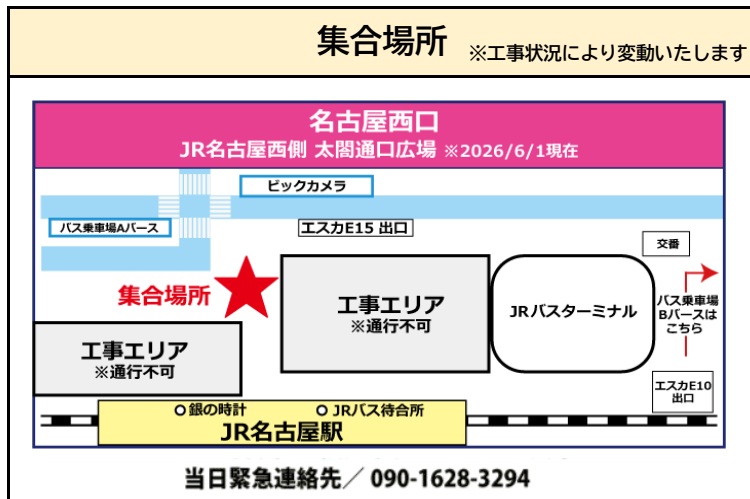 集合場所 ※工事状況により変動いたします
名古屋西口
JR名古屋西側 太閤通口広場 ※2026/6/1現在
ビックカメラ
バス乗車場Aバース
エスカE15 出口
交番
集合場所
工事エリア
※通行不可
JRバスターミナル
バス乗車場
Bバースは
こちら
工事エリア
※通行不可
エスカE10
出口
銀の時計
JRバス待合所
JR名古屋駅
当日緊急連絡先／ 090-1628-3294